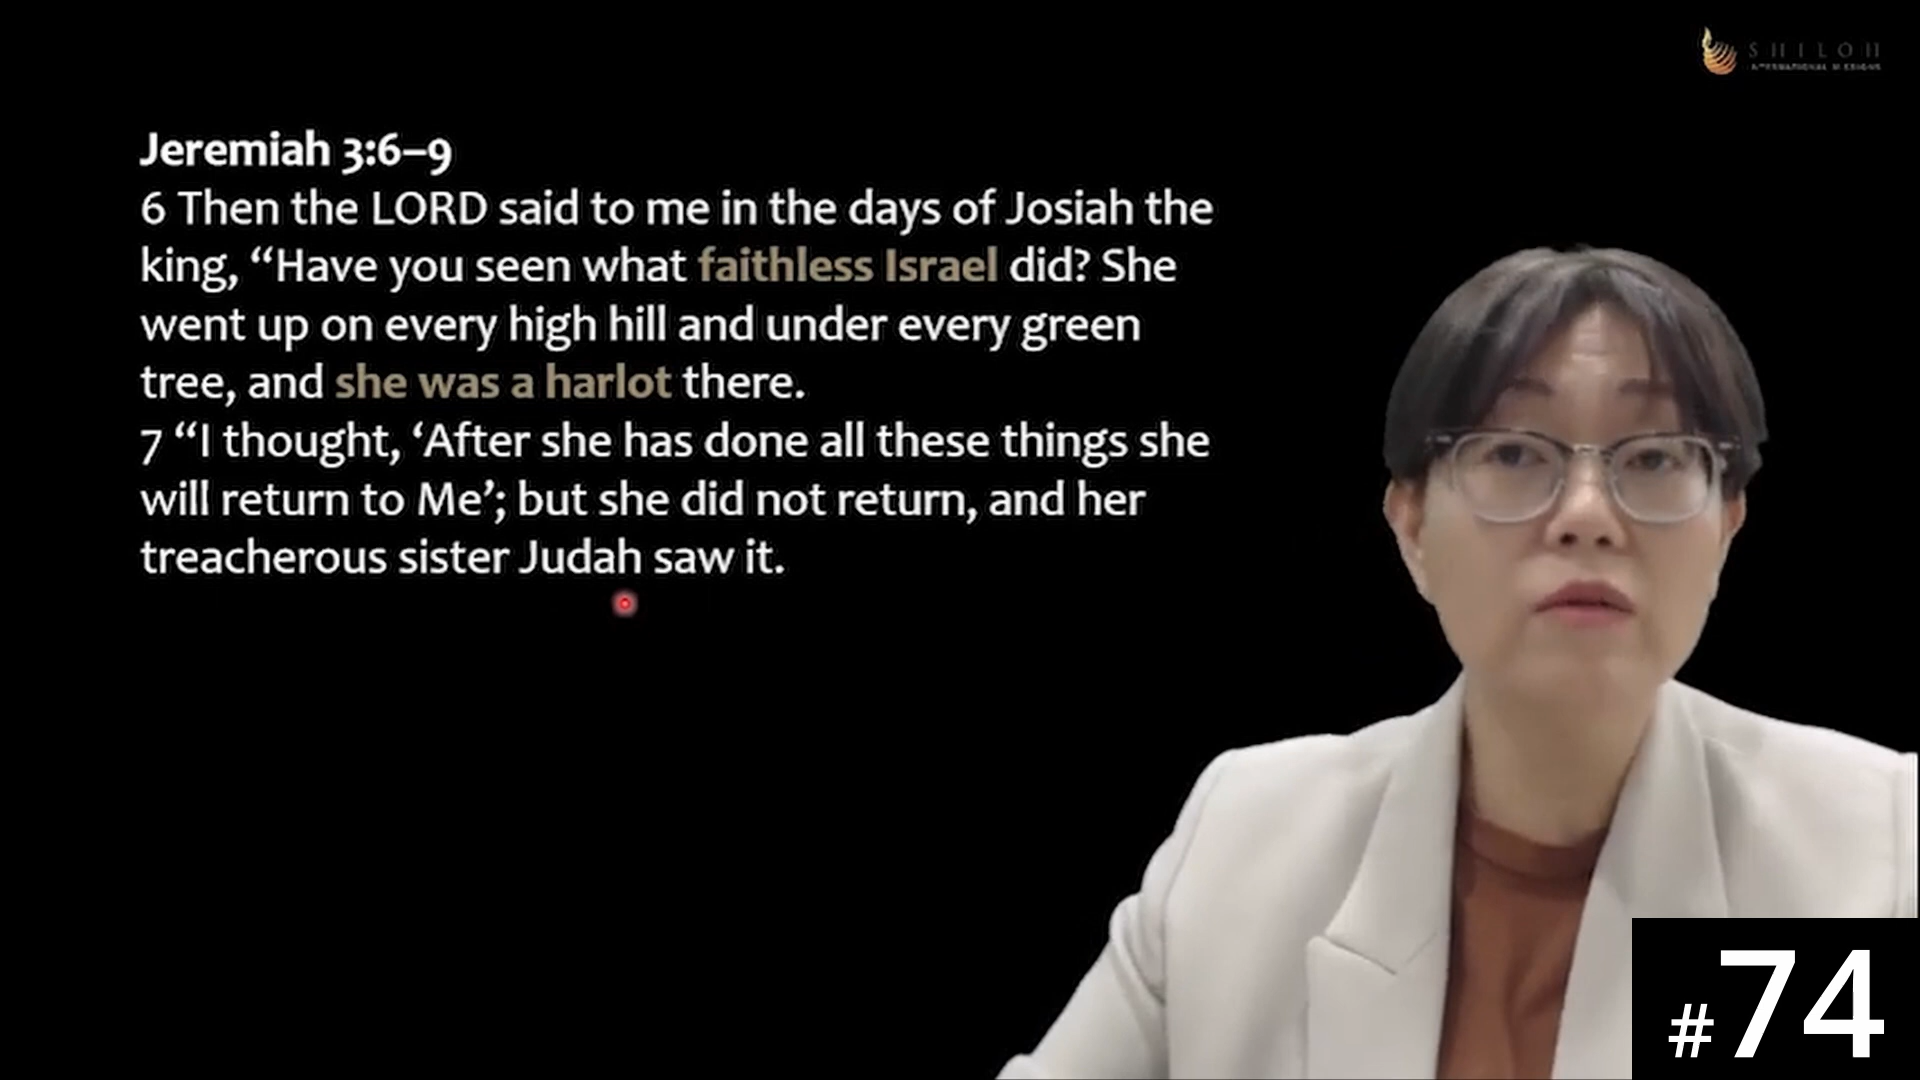 SHILOH
INTERNATIONAL MISSIONS
Jeremiah 3:6–9
6 Then the LORD said to me in the days of Josiah the
king, “Have you seen what faithless Israel did? She
went up on every high hill and under every green
tree, and she was a harlot there.
7 “I thought, ‘After she has done all these things she
will return to Me’; but she did not return, and her
treacherous sister Judah saw it.
#74